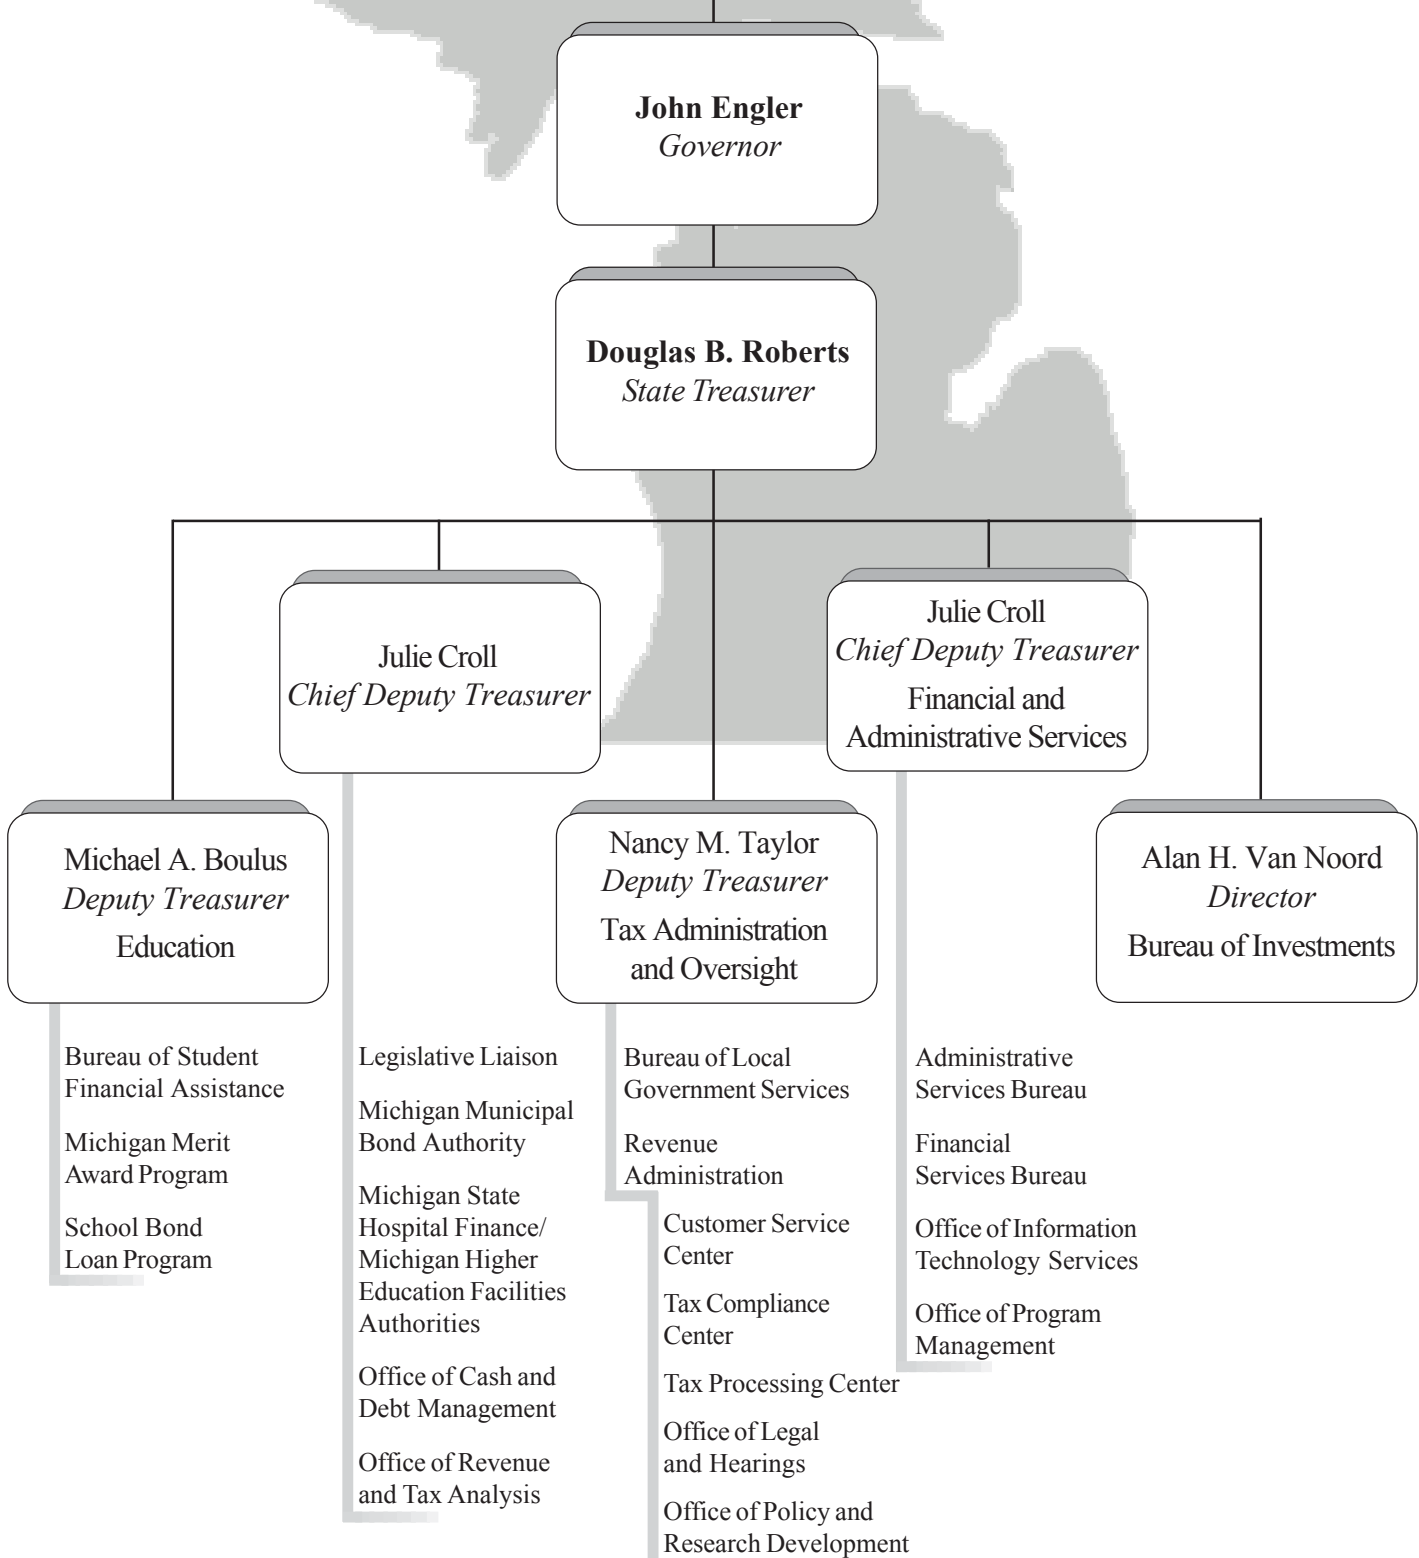 John Engler
Governor
Douglas B. Roberts
State Treasurer
Julie Croll
Chief Deputy Treasurer
Julie Croll
Chief Deputy Treasurer
Financial and
Administrative Services
Michael A. Boulus
Deputy Treasurer
Education
Nancy M. Taylor
Deputy Treasurer
Tax Administration
and Oversight
Alan H. Van Noord
Director
Bureau of Investments
Bureau of Student
Financial Assistance
Michigan Merit
Award Program
School Bond
Loan Program
Legislative Liaison
Michigan Municipal
Bond Authority
Michigan State
Hospital Finance/
Michigan Higher
Education Facilities
Authorities
Office of Cash and
Debt Management
Office of Revenue
and Tax Analysis
Bureau of Local
Government Services
Revenue
Administration
Customer Service
Center
Tax Compliance
Center
Tax Processing Center
Office of Legal
and Hearings
Office of Policy and
Research Development
Administrative
Services Bureau
Financial
Services Bureau
Office of Information
Technology Services
Office of Program
Management